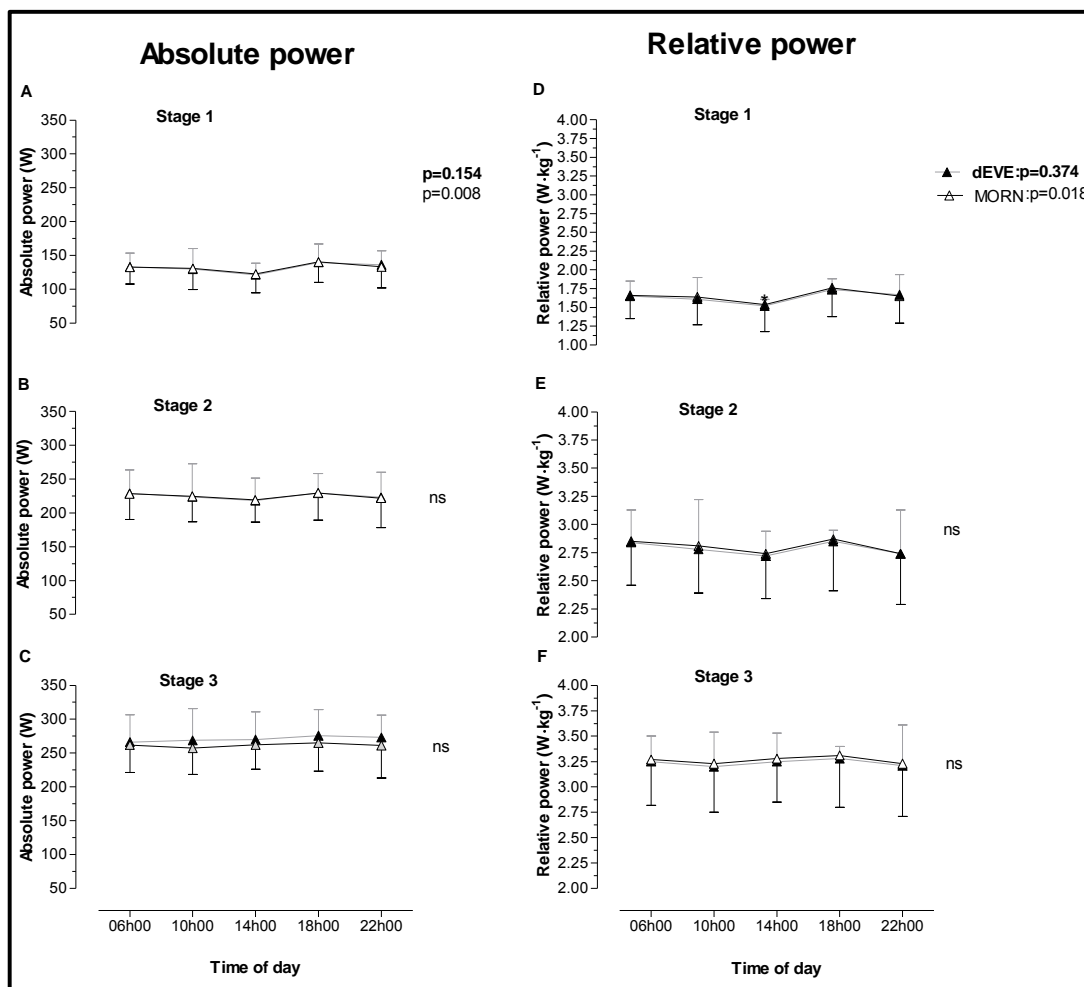 Absolute power
Relative power
A
Stage 1
Absolute power (W)
350
300
250
200
150
100
50
p=0.154
p=0.008
D
Stage 1
Relative power (W·kg⁻¹)
4.00
3.75
3.50
3.25
3.00
2.75
2.50
2.25
2.00
1.75
1.50
1.25
1.00
*
dEVE:p=0.374
MORN:p=0.018
B
Stage 2
Absolute power (W)
350
300
250
200
150
100
50
ns
E
Stage 2
Relative power (W·kg⁻¹)
4.00
3.75
3.50
3.25
3.00
2.75
2.50
2.25
2.00
ns
C
Stage 3
Absolute power (W)
350
300
250
200
150
100
50
ns
06h00 10h00 14h00 18h00 22h00
Time of day
F
Stage 3
Relative power (W·kg⁻¹)
4.00
3.75
3.50
3.25
3.00
2.75
2.50
2.25
2.00
ns
06h00 10h00 14h00 18h00 22h00
Time of day